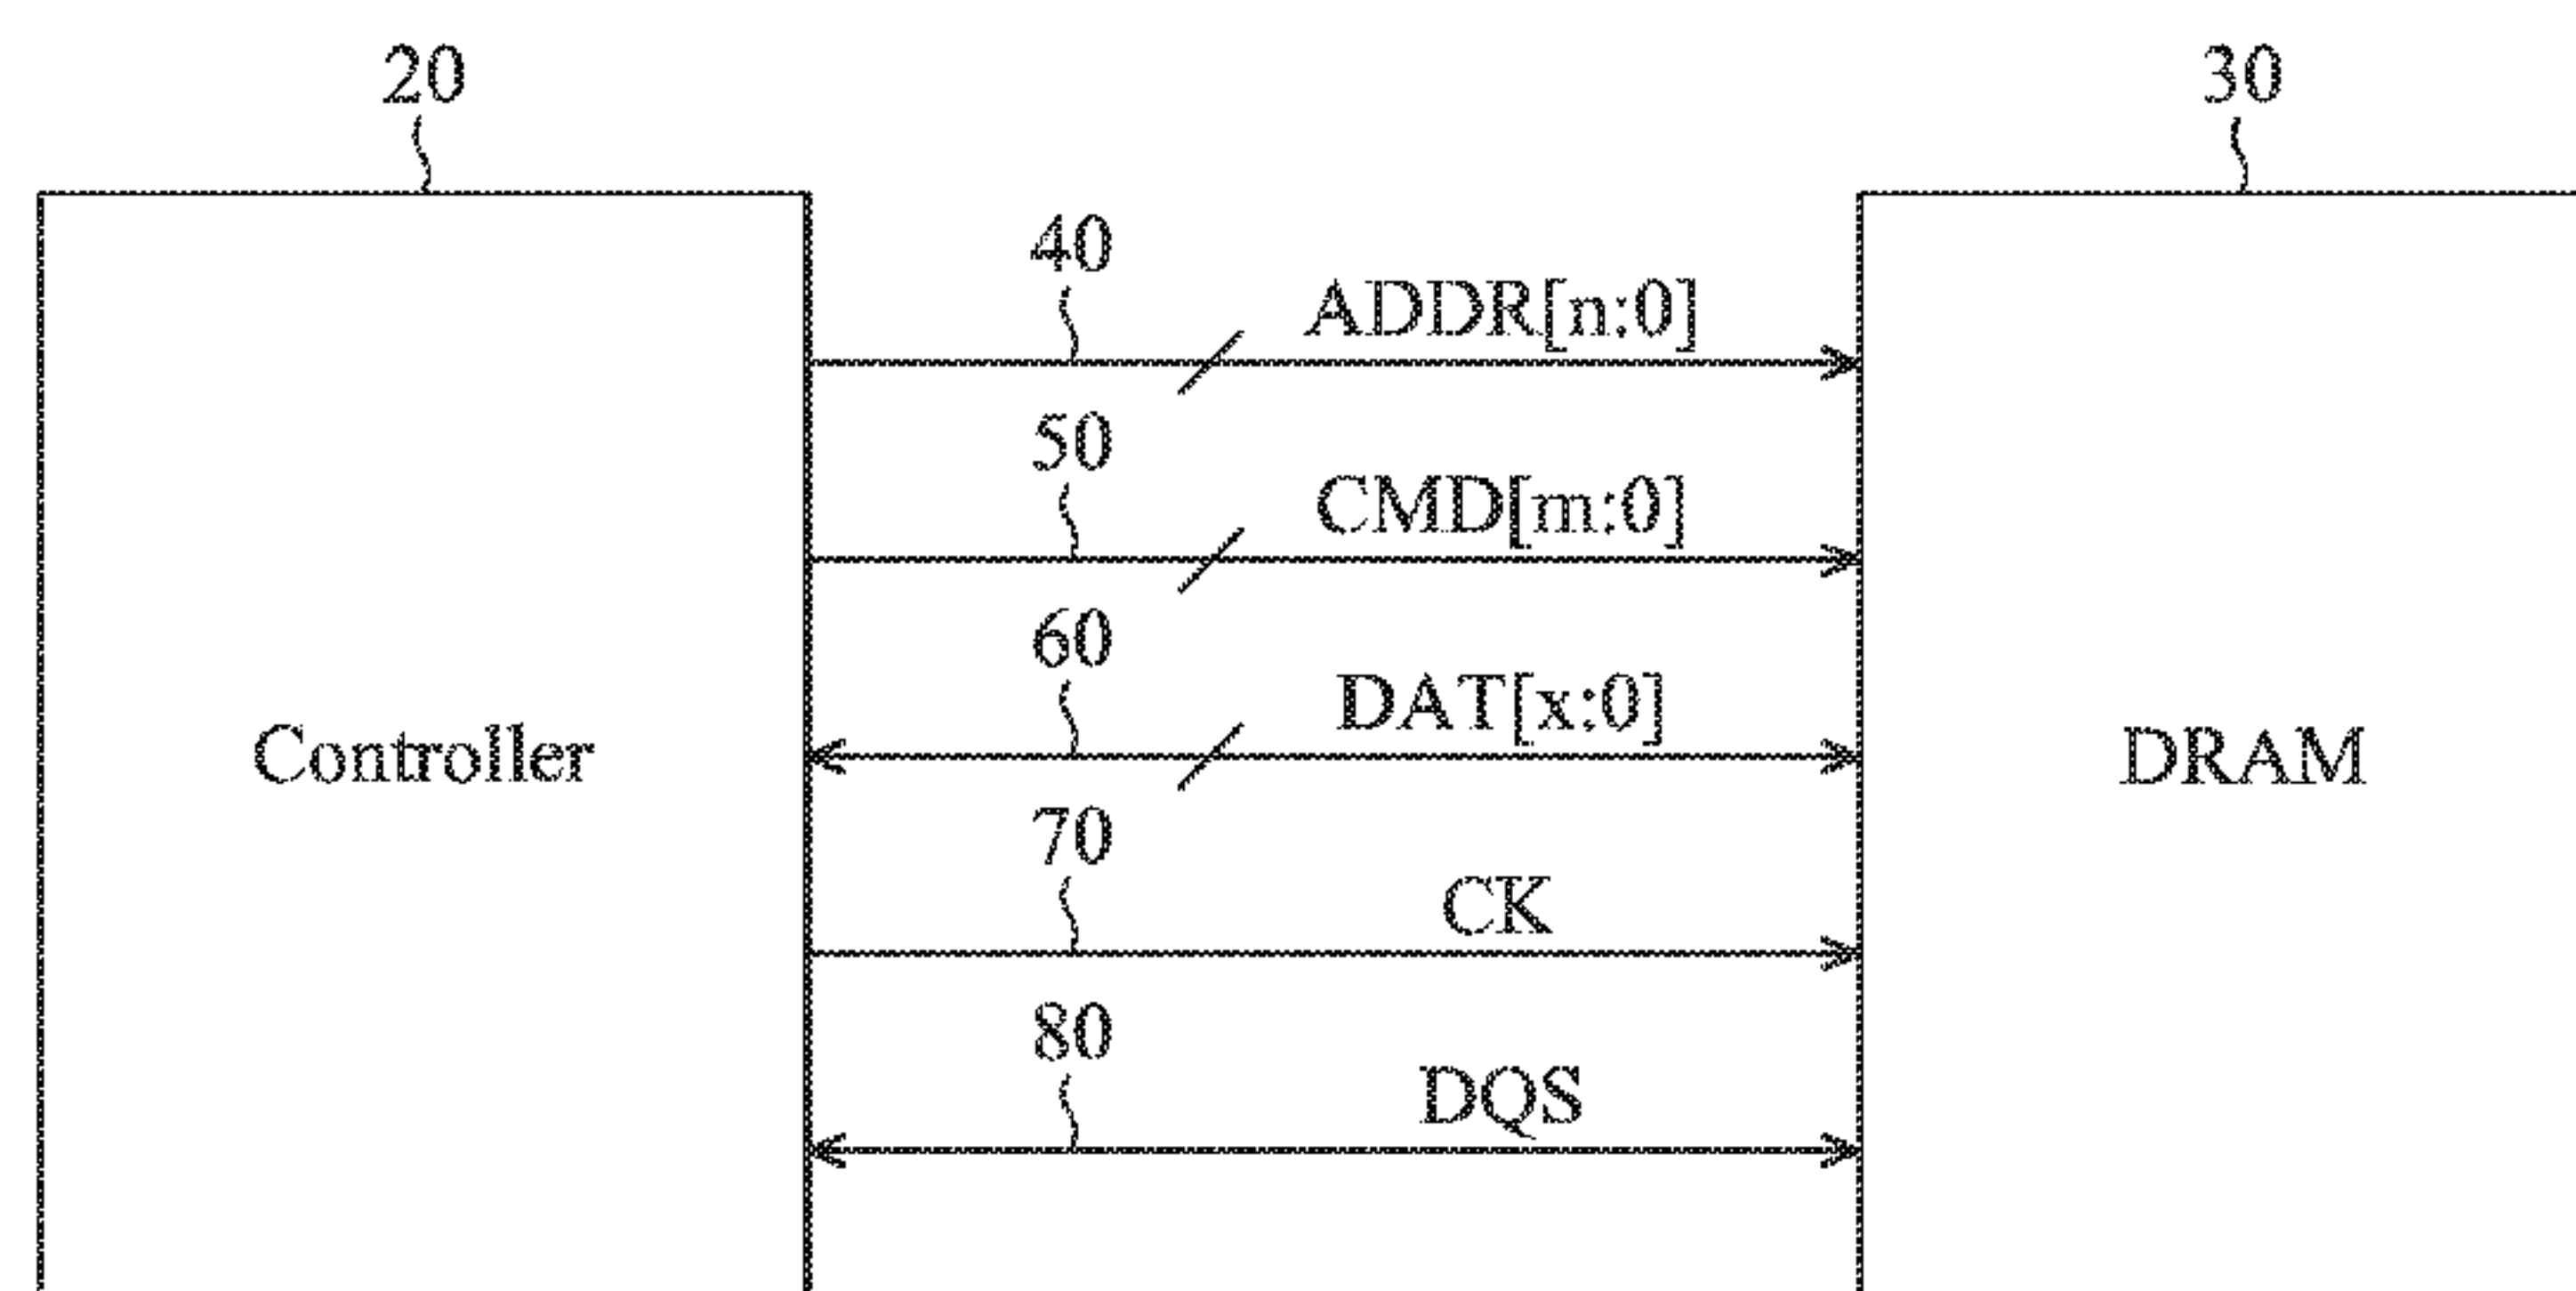 20
30
40
ADDR[n:0]
50
CMD[m:0]
60
DAT[x:0]
Controller
DRAM
70
CK
80
DQS